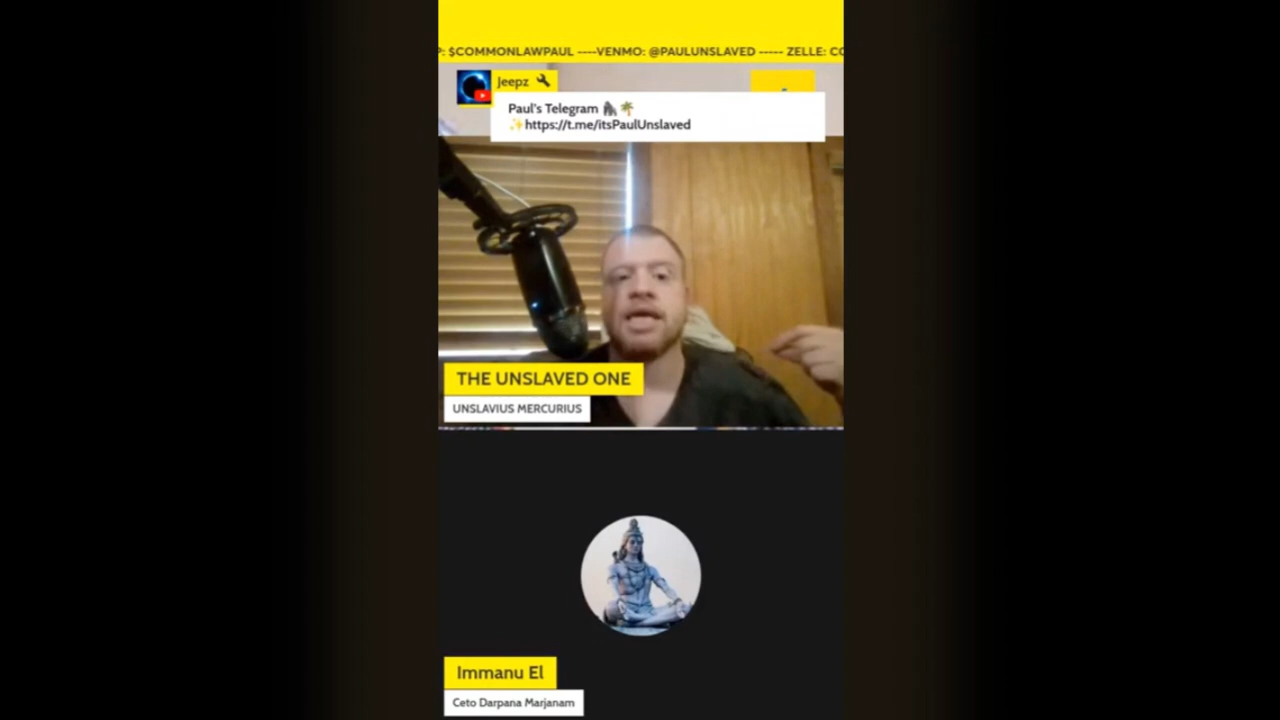 : $COMMONLAWPAUL ----VENMO: @PAULUNSLAVED ----- ZELLE:
Jeepz
Paul's Telegram 🦍🌴
✨https://t.me/itsPaulUnslaved
THE UNSLAVED ONE
UNSLAVIUS MERCURIUS
Immanu El
Ceto Darpana Marjanam